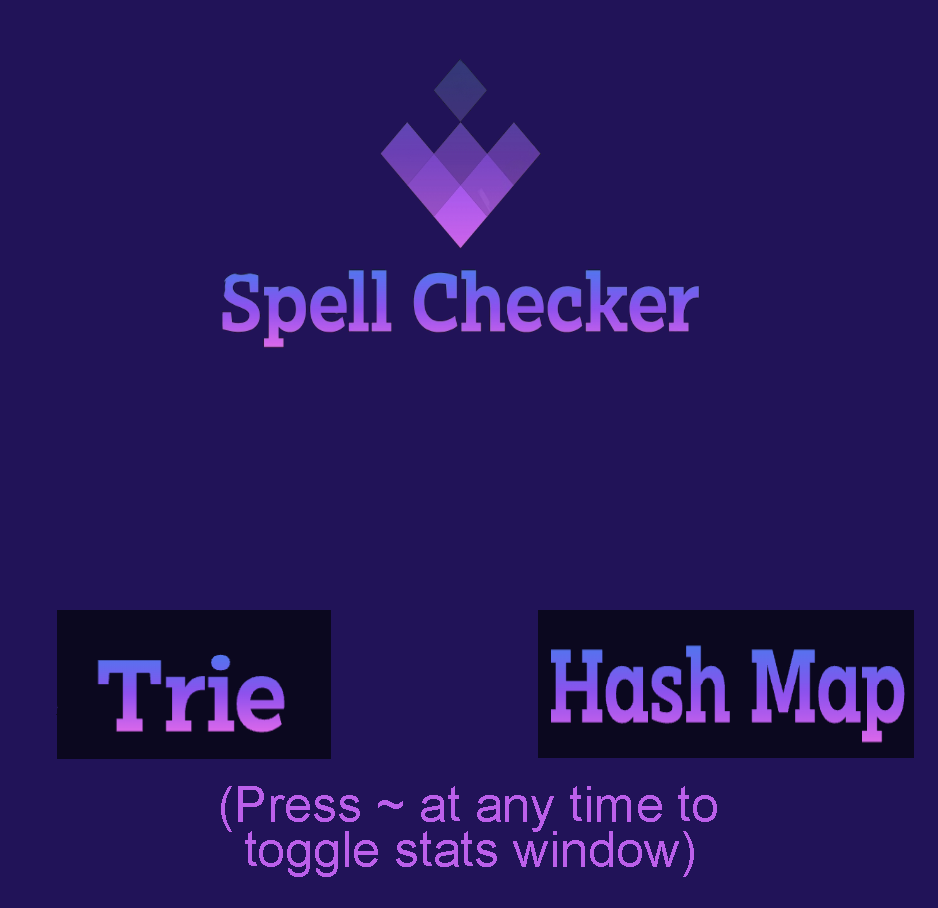 Spell Checker
Trie
Hash Map
(Press ~ at any time to
toggle stats window)